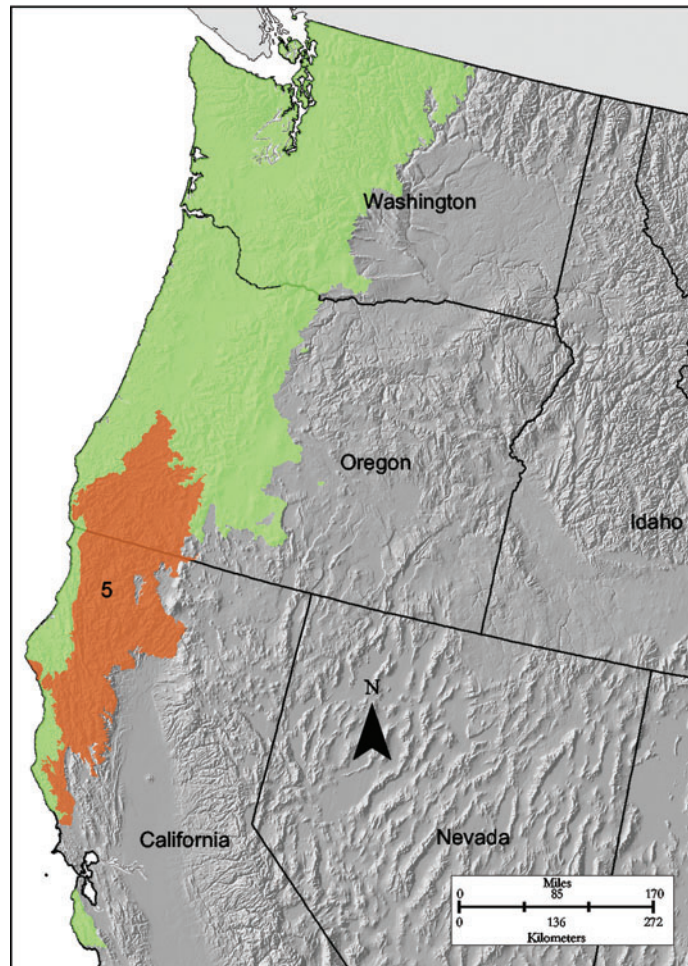 Washington
Oregon
Idaho
5
N
California
Nevada
Miles
0 85 170
0 136 272
Kilometers